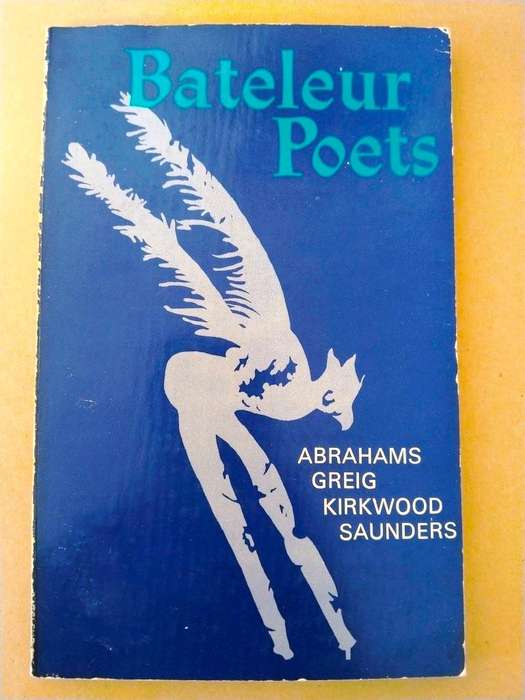 Bateleur
Poets
ABRAHAMS
GREIG
KIRKWOOD
SAUNDERS